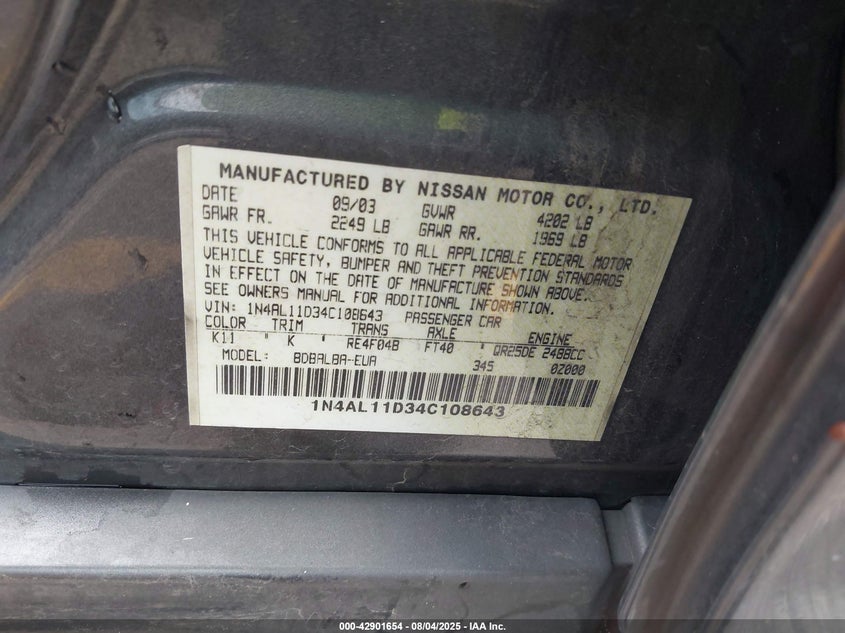 MANUFACTURED BY NISSAN MOTOR CO., LTD.
DATE 09/03 GVWR 4202 LB
GAWR FR. 2249 LB GAWR RR. 1969 LB
THIS VEHICLE CONFORMS TO ALL APPLICABLE FEDERAL MOTOR
VEHICLE SAFETY, BUMPER AND THEFT PREVENTION STANDARDS
IN EFFECT ON THE DATE OF MANUFACTURE SHOWN ABOVE.
SEE OWNERS MANUAL FOR ADDITIONAL INFORMATION.
VIN: 1N4AL11D34C108643 PASSENGER CAR
COLOR TRIM TRANS AXLE ENGINE
K11 " K " RE4F04B FT40 " QR25DE 2488CC
MODEL: BDBALBA-EUA 345 0Z000
1N4AL11D34C108643
000-42901654 - 08/04/2025 - IAA Inc.